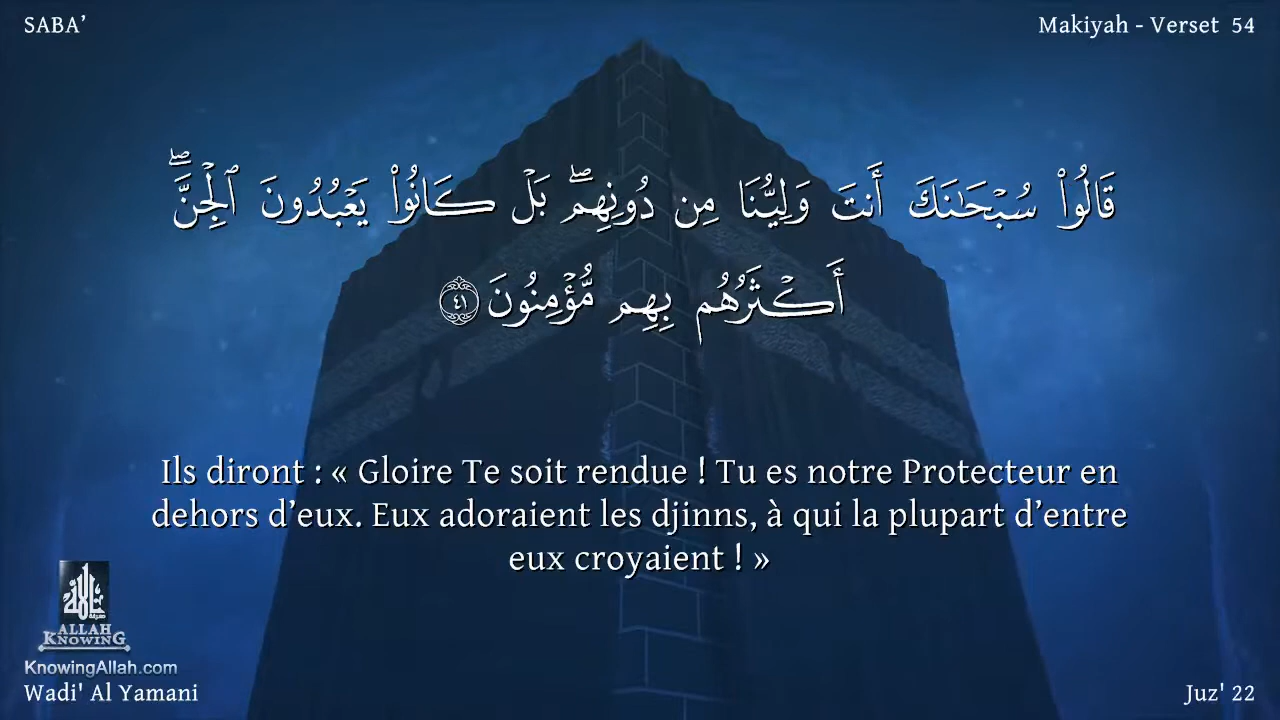 SABA’
Makiyah - Verset 54
قَالُوا۟ سُبْحَـٰنَكَ أَنتَ وَلِيُّنَا مِن دُونِهِم ۖ بَلْ كَانُوا۟ يَعْبُدُونَ ٱلْجِنَّ ۖ
أَكْثَرُهُم بِهِم مُّؤْمِنُونَ ٤١
Ils diront : « Gloire Te soit rendue ! Tu es notre Protecteur en
dehors d’eux. Eux adoraient les djinns, à qui la plupart d’entre
eux croyaient ! »
ALLAH
KNOWING
KnowingAllah.com
Wadi' Al Yamani
Juz' 22